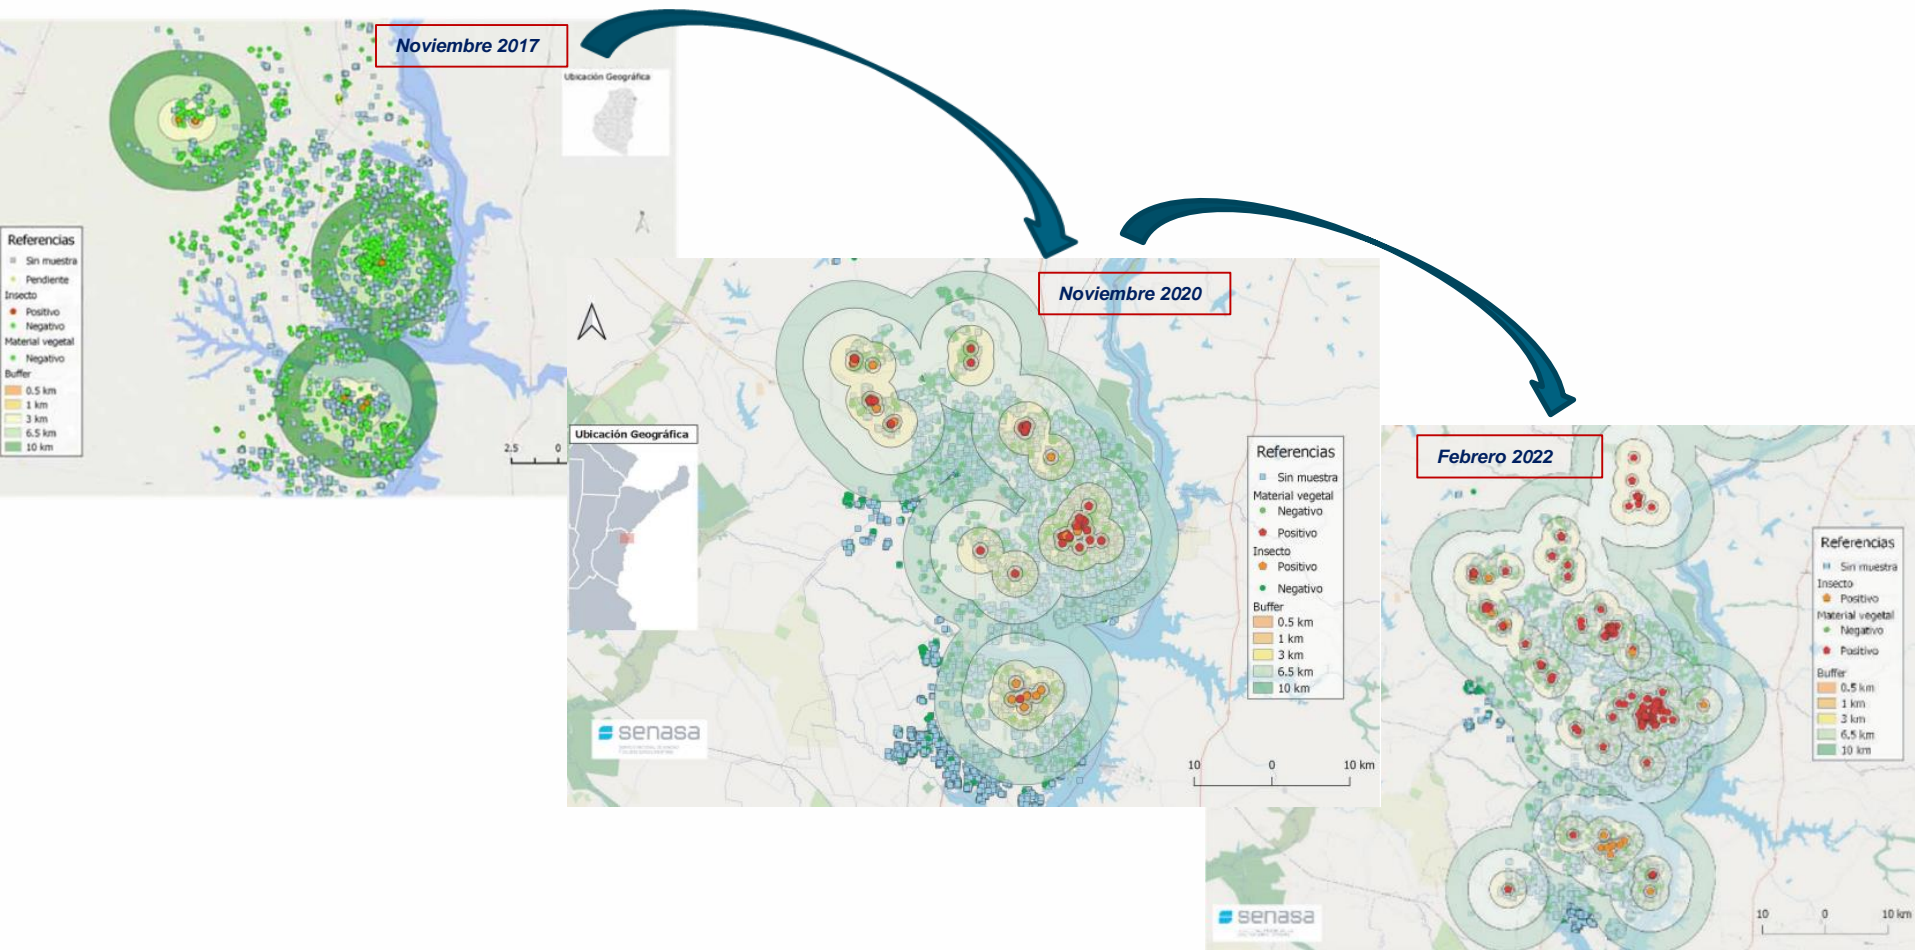 Noviembre 2017
Ubicación Geográfica
Referencias
Sin muestra
Pendiente
Insecto
Positivo
Negativo
Material vegetal
Negativo
Buffer
0.5 km
1 km
3 km
6.5 km
10 km
2.5 0
Noviembre 2020
Ubicación Geográfica
Referencias
Sin muestra
Material vegetal
Negativo
Positivo
Insecto
Positivo
Negativo
Buffer
0.5 km
1 km
3 km
6.5 km
10 km
senasa
10 0 10 km
Febrero 2022
Referencias
Sin muestra
Insecto
Positivo
Material vegetal
Negativo
Positivo
Buffer
0.5 km
1 km
3 km
6.5 km
10 km
senasa
10 0 10 km